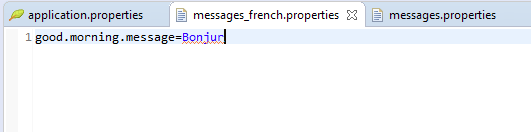 application.properties messages_french.properties messages.properties
1 good.morning.message=Bonjur